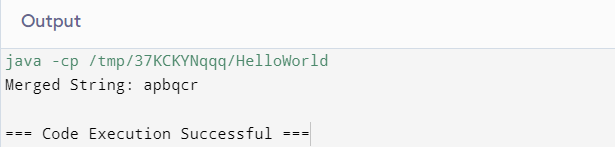 Output
java -cp /tmp/37KCKYNqqq/HelloWorld
Merged String: apbqcr
=== Code Execution Successful ===